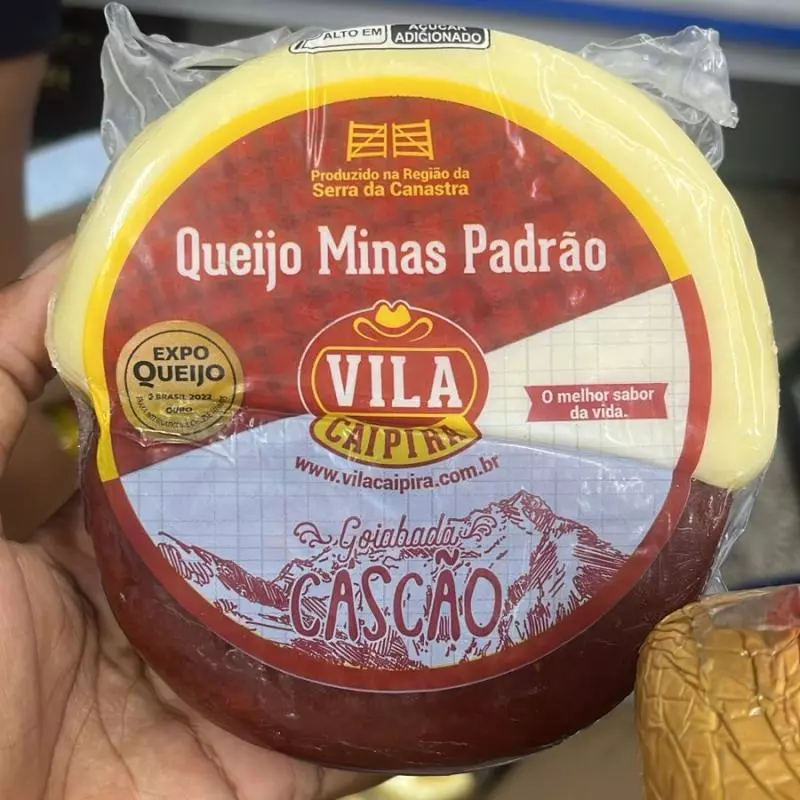 ALTO EM
AÇÚCAR
ADICIONADO
Produzido na Região da
Serra da Canastra
Queijo Minas Padrão
EXPO
QUEIJO
BRASIL 2022
OURO
VILA
CAIPIRA
O melhor sabor
da vida.
www.vilacaipira.com.br
Goiabada
CASCÃO